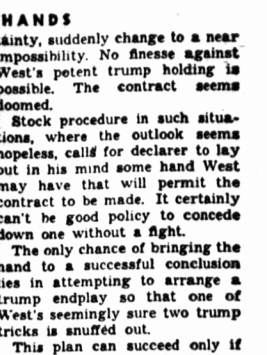 HANDS
tainty, suddenly change to a near
impossibility. No finesse against
West's potent trump holding is
possible. The contract seems
doomed.
Stock procedure in such situa-
tions, where the outlook seems
hopeless, calls for declarer to lay
out in his mind some hand West
may have that will permit the
contract to be made. It certainly
can't be good policy to concede
down one without a fight.
The only chance of bringing the
hand to a successful conclusion
lies in attempting to arrange a
trump endplay so that one of
West's seemingly sure two trump
tricks is snuffed out.
This plan can succeed only if